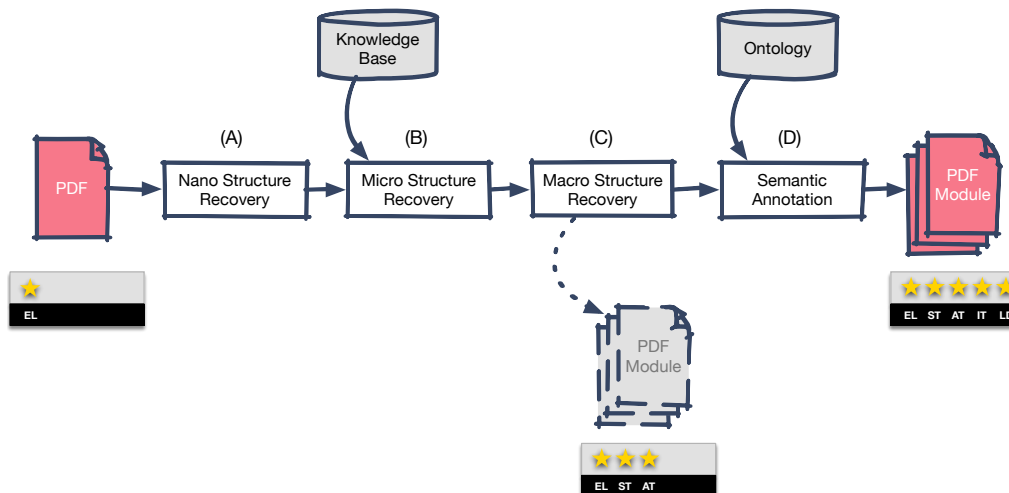 Knowledge
Base
Ontology
(A)
(B)
(C)
(D)
PDF
Nano Structure
Recovery
Micro Structure
Recovery
Macro Structure
Recovery
Semantic
Annotation
PDF
Module
EL
EL ST AT IT LD
PDF
Module
EL ST AT